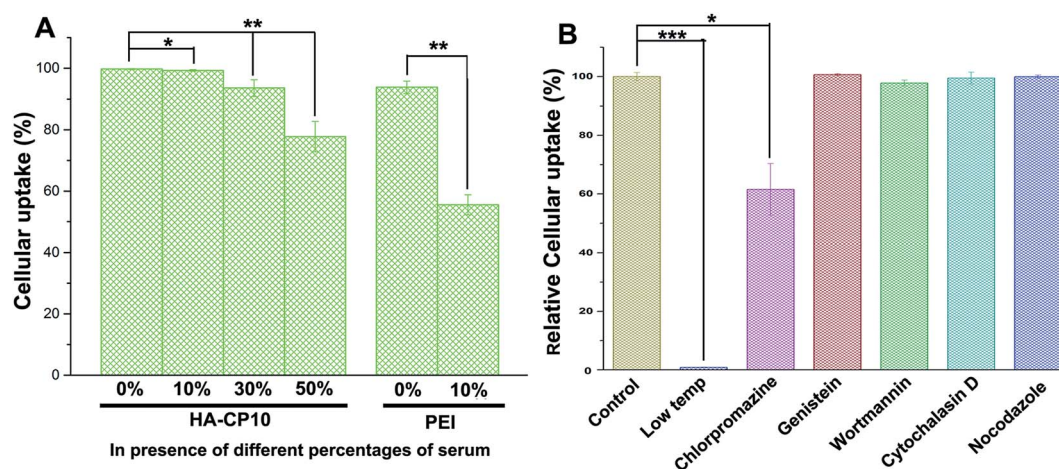 A
*
**
**
Cellular uptake (%)
100
80
60
40
20
0
0% 10% 30% 50% 0% 10%
HA-CP10 PEI
In presence of different percentages of serum
B
*
***
Relative Cellular uptake (%)
100
80
60
40
20
0
Control
Low temp
Chlorpromazine
Genistein
Wortmannin
Cytochalasin D
Nocodazole